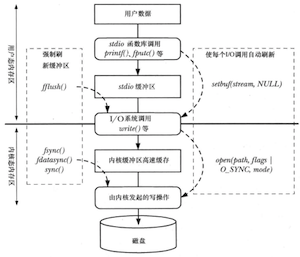 用户数据
stdio 函数库调用
printf(), fputc() 等
stdio 缓冲区
I/O系统调用
write() 等
内核缓冲区高速缓存
由内核发起的写操作
磁盘
用户态内存区
内核态内存区
强制刷
新缓冲区
fflush()
fsync()
fdatasync()
sync()
使每个I/O调用自动刷新
setbuf(stream, NULL)
open(path, flags |
O_SYNC, mode)